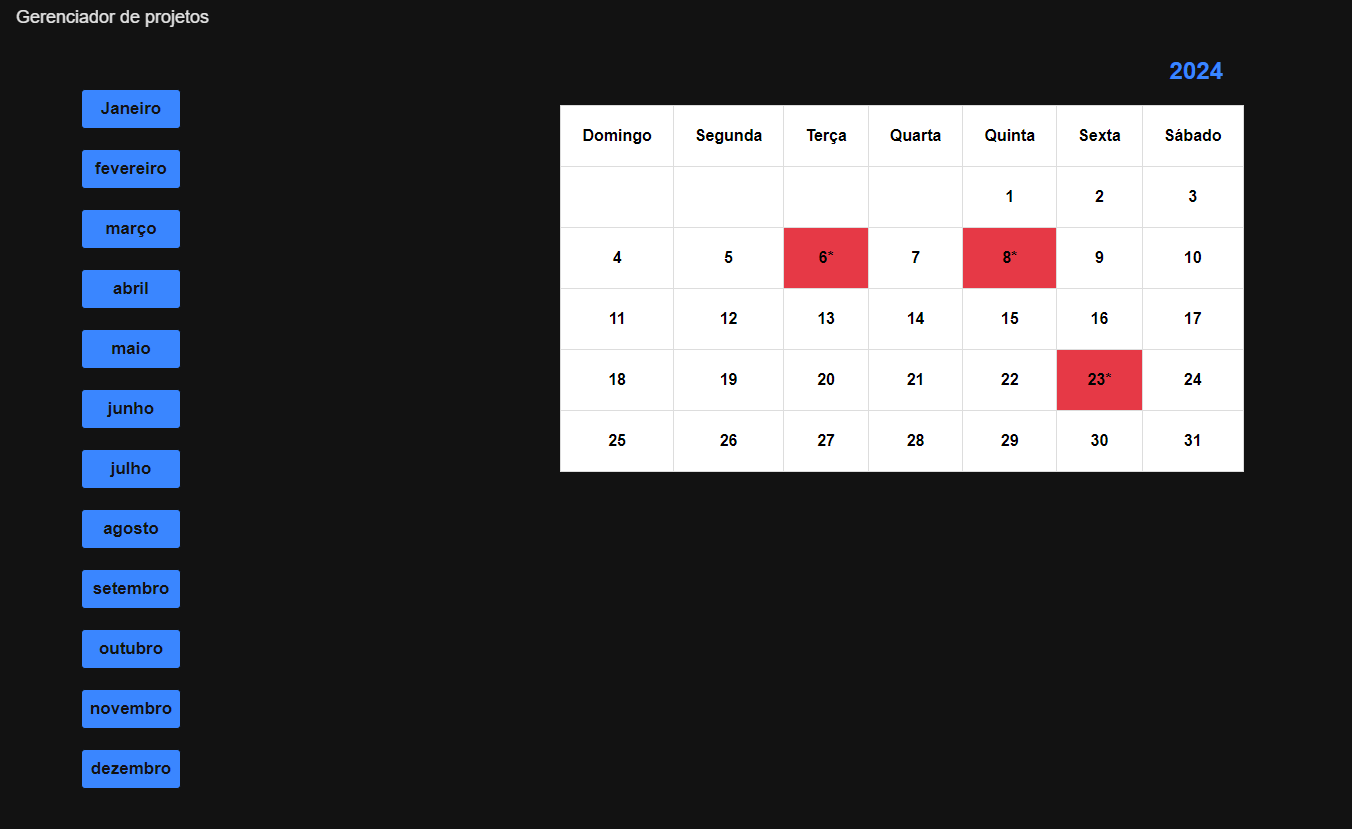 Gerenciador de projetos
2024
Janeiro
fevereiro
março
abril
maio
junho
julho
agosto
setembro
outubro
novembro
dezembro
Domingo Segunda Terça Quarta Quinta Sexta Sábado
1 2 3
4 5 6* 7 8* 9 10
11 12 13 14 15 16 17
18 19 20 21 22 23* 24
25 26 27 28 29 30 31